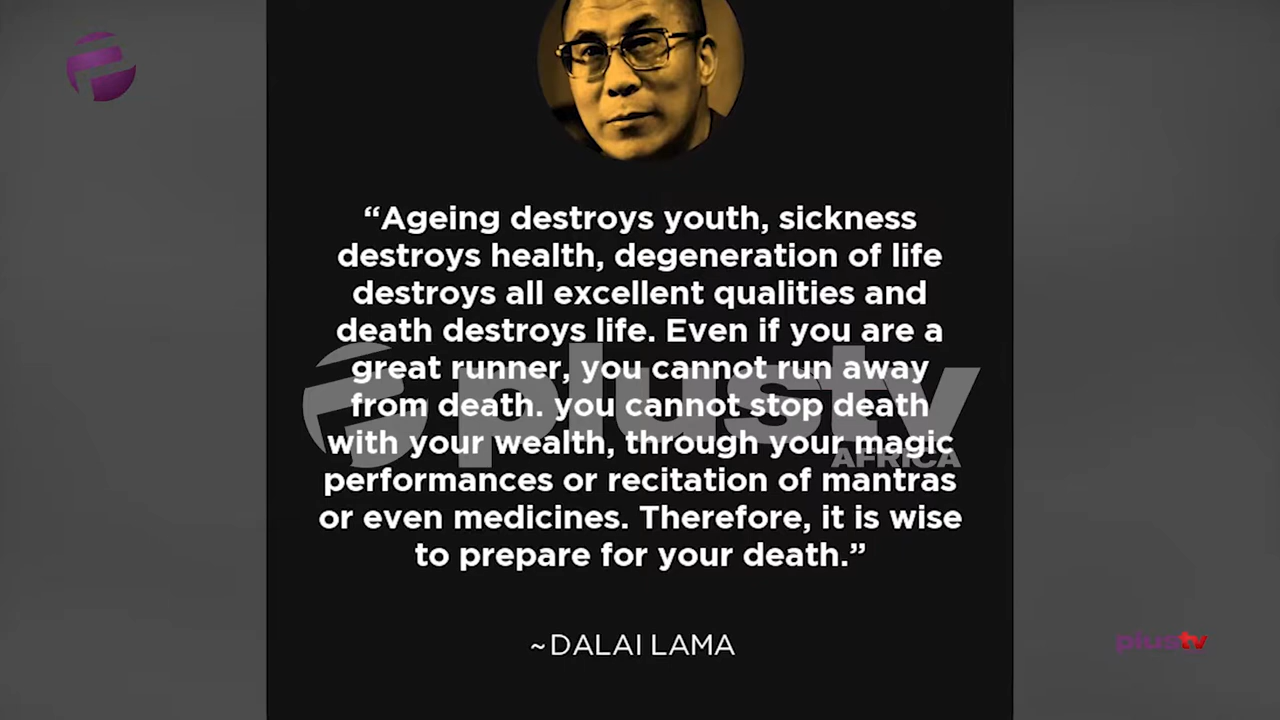 “Ageing destroys youth, sickness
destroys health, degeneration of life
destroys all excellent qualities and
death destroys life. Even if you are a
great runner, you cannot run away
from death. you cannot stop death
with your wealth, through your magic
performances or recitation of mantras
or even medicines. Therefore, it is wise
to prepare for your death.”
~DALAI LAMA
plustv
AFRICA
plustv